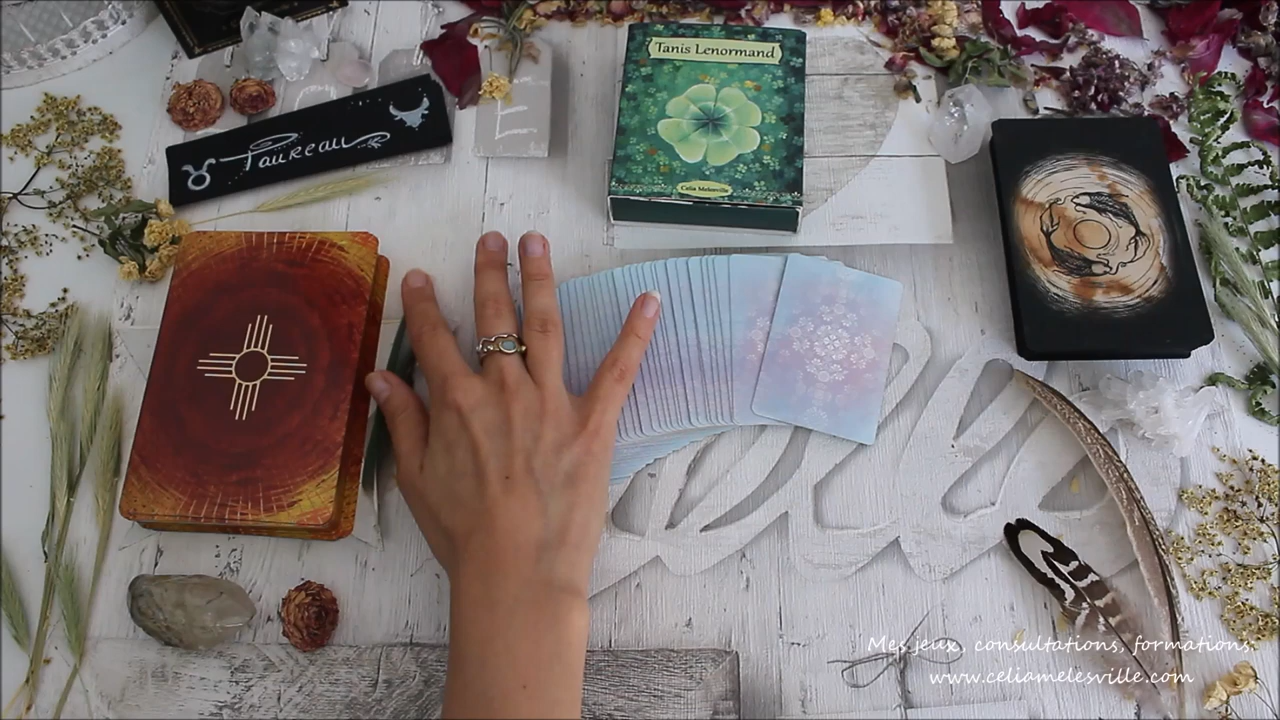 Tanis Lenormand
Taureau
E
Celia Melesville
Mes jeux, consultations, formations:
www.celiamelesville.com